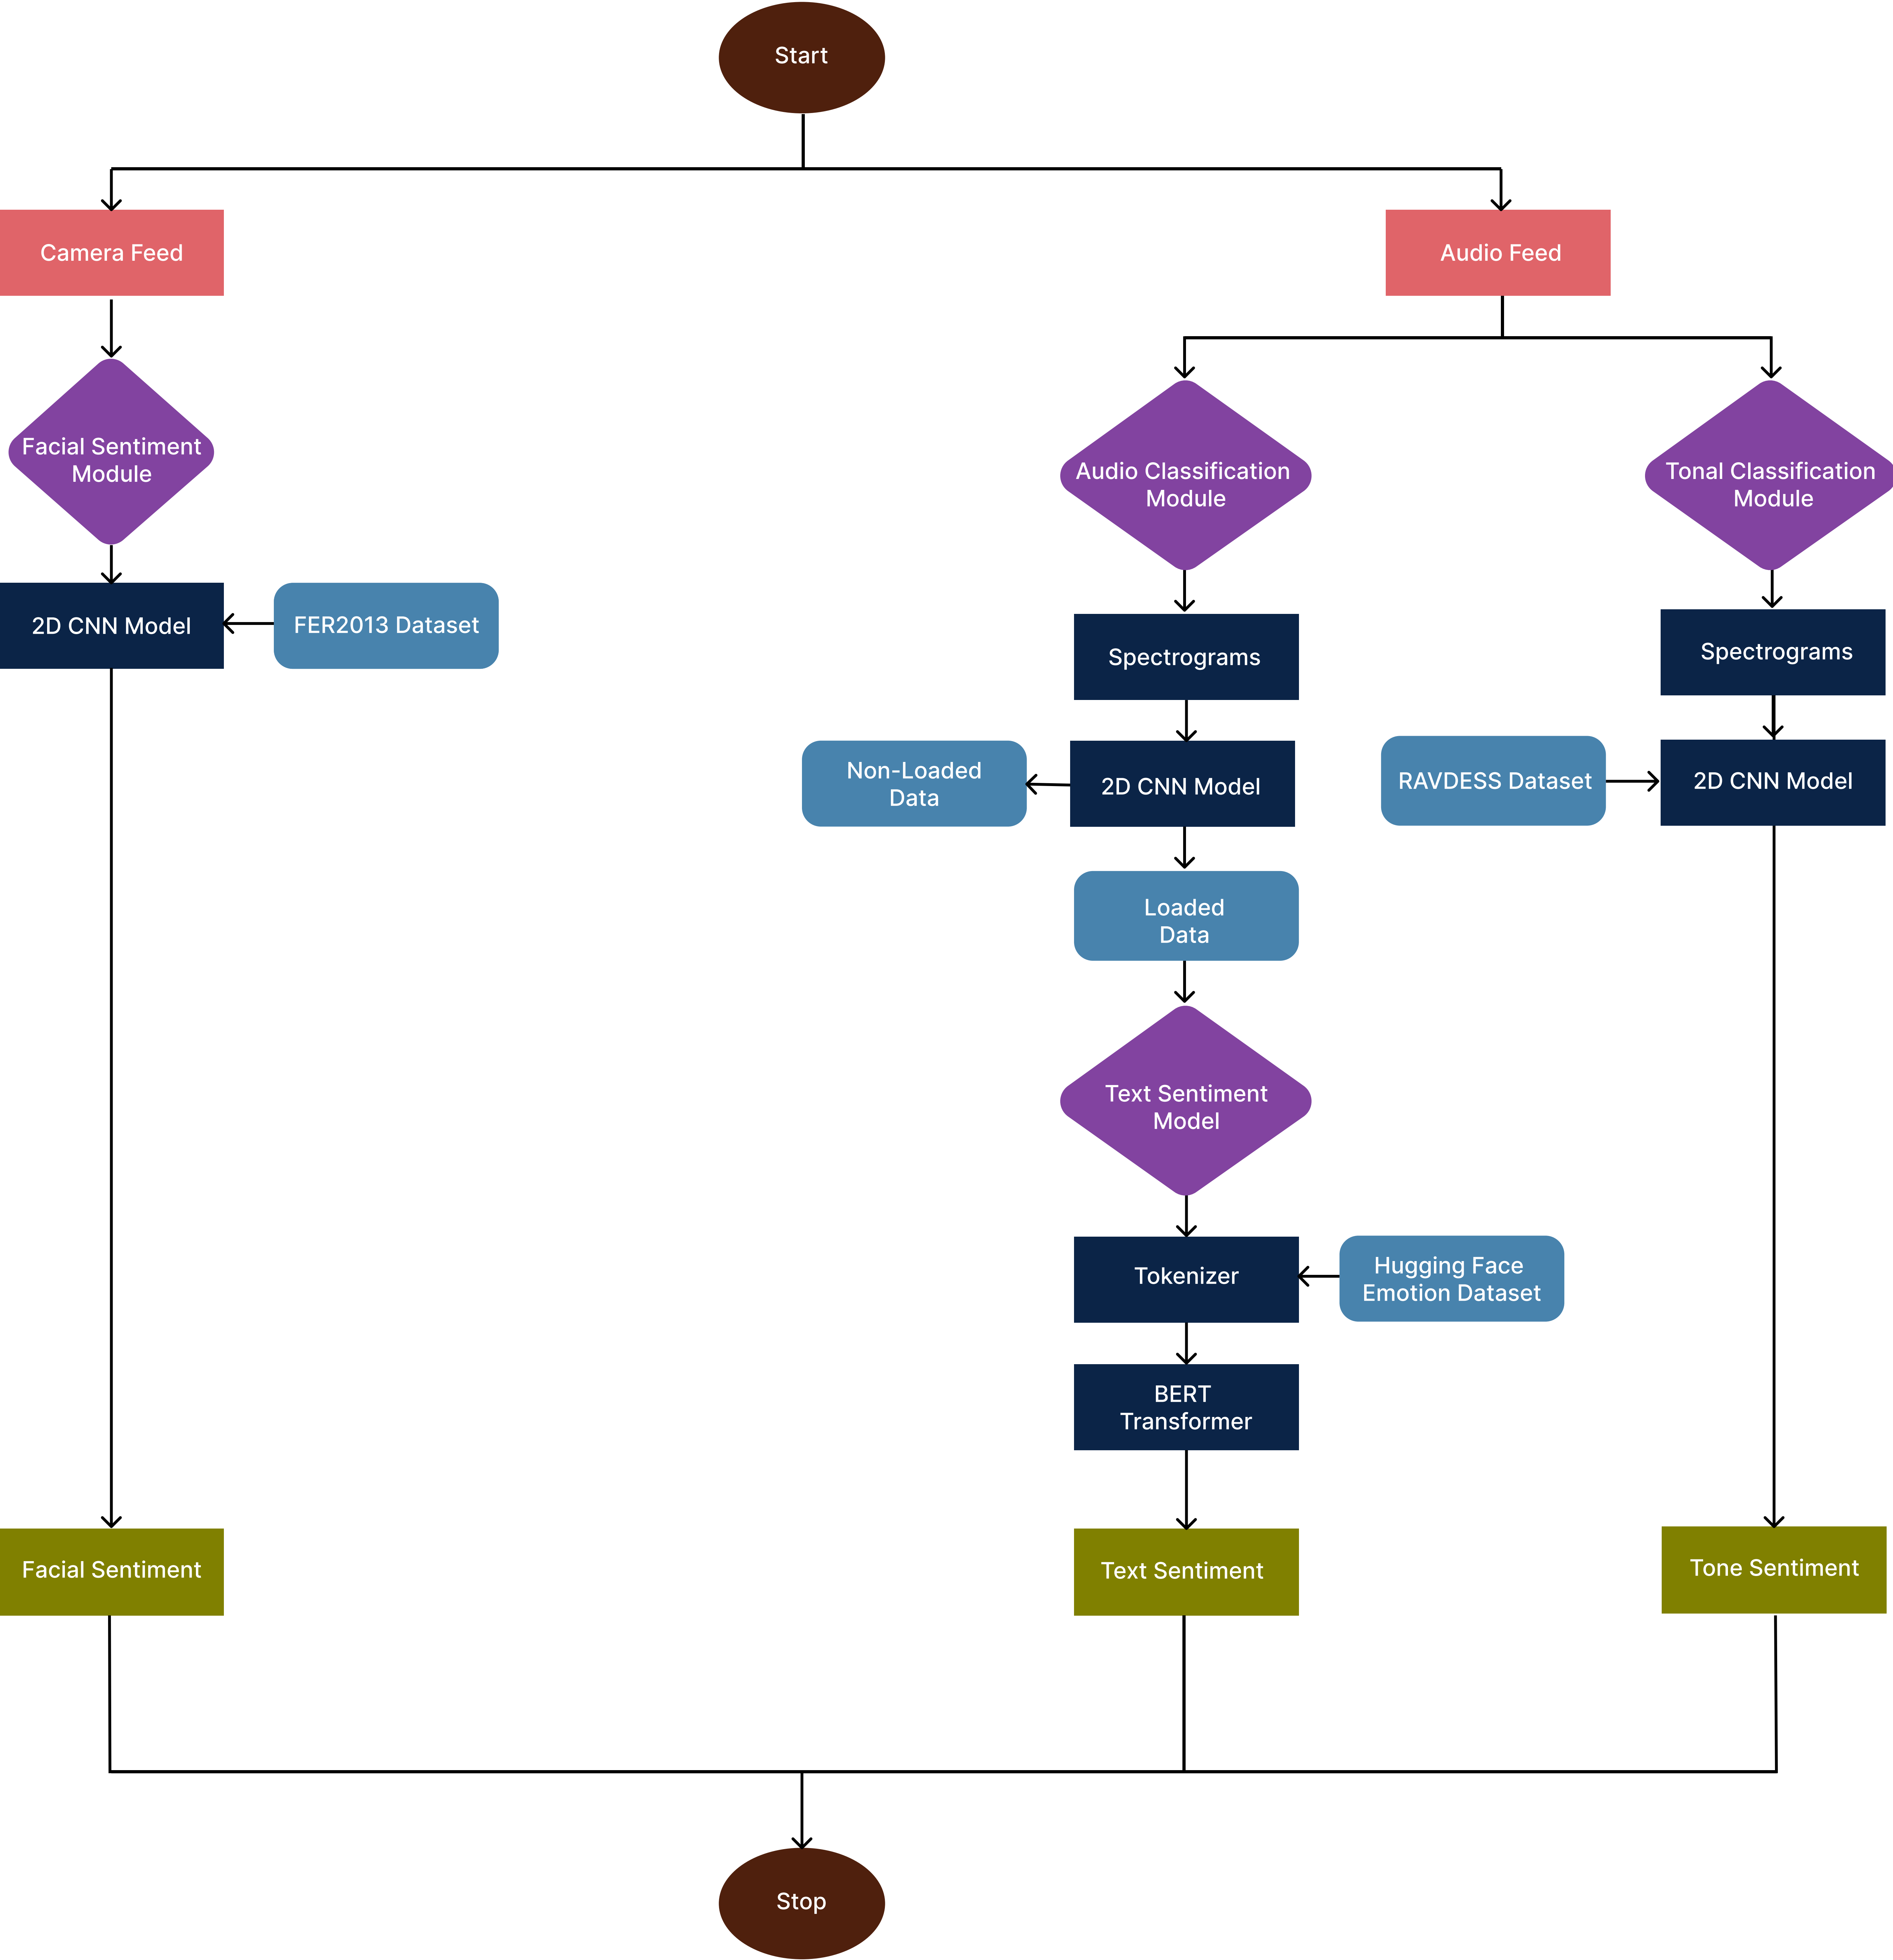 Start
Camera Feed
Audio Feed
Facial Sentiment
Module
Audio Classification
Module
Tonal Classification
Module
2D CNN Model
FER2013 Dataset
Spectrograms
Spectrograms
Non-Loaded
Data
2D CNN Model
RAVDESS Dataset
2D CNN Model
Loaded
Data
Text Sentiment
Model
Tokenizer
Hugging Face
Emotion Dataset
BERT
Transformer
Facial Sentiment
Text Sentiment
Tone Sentiment
Stop